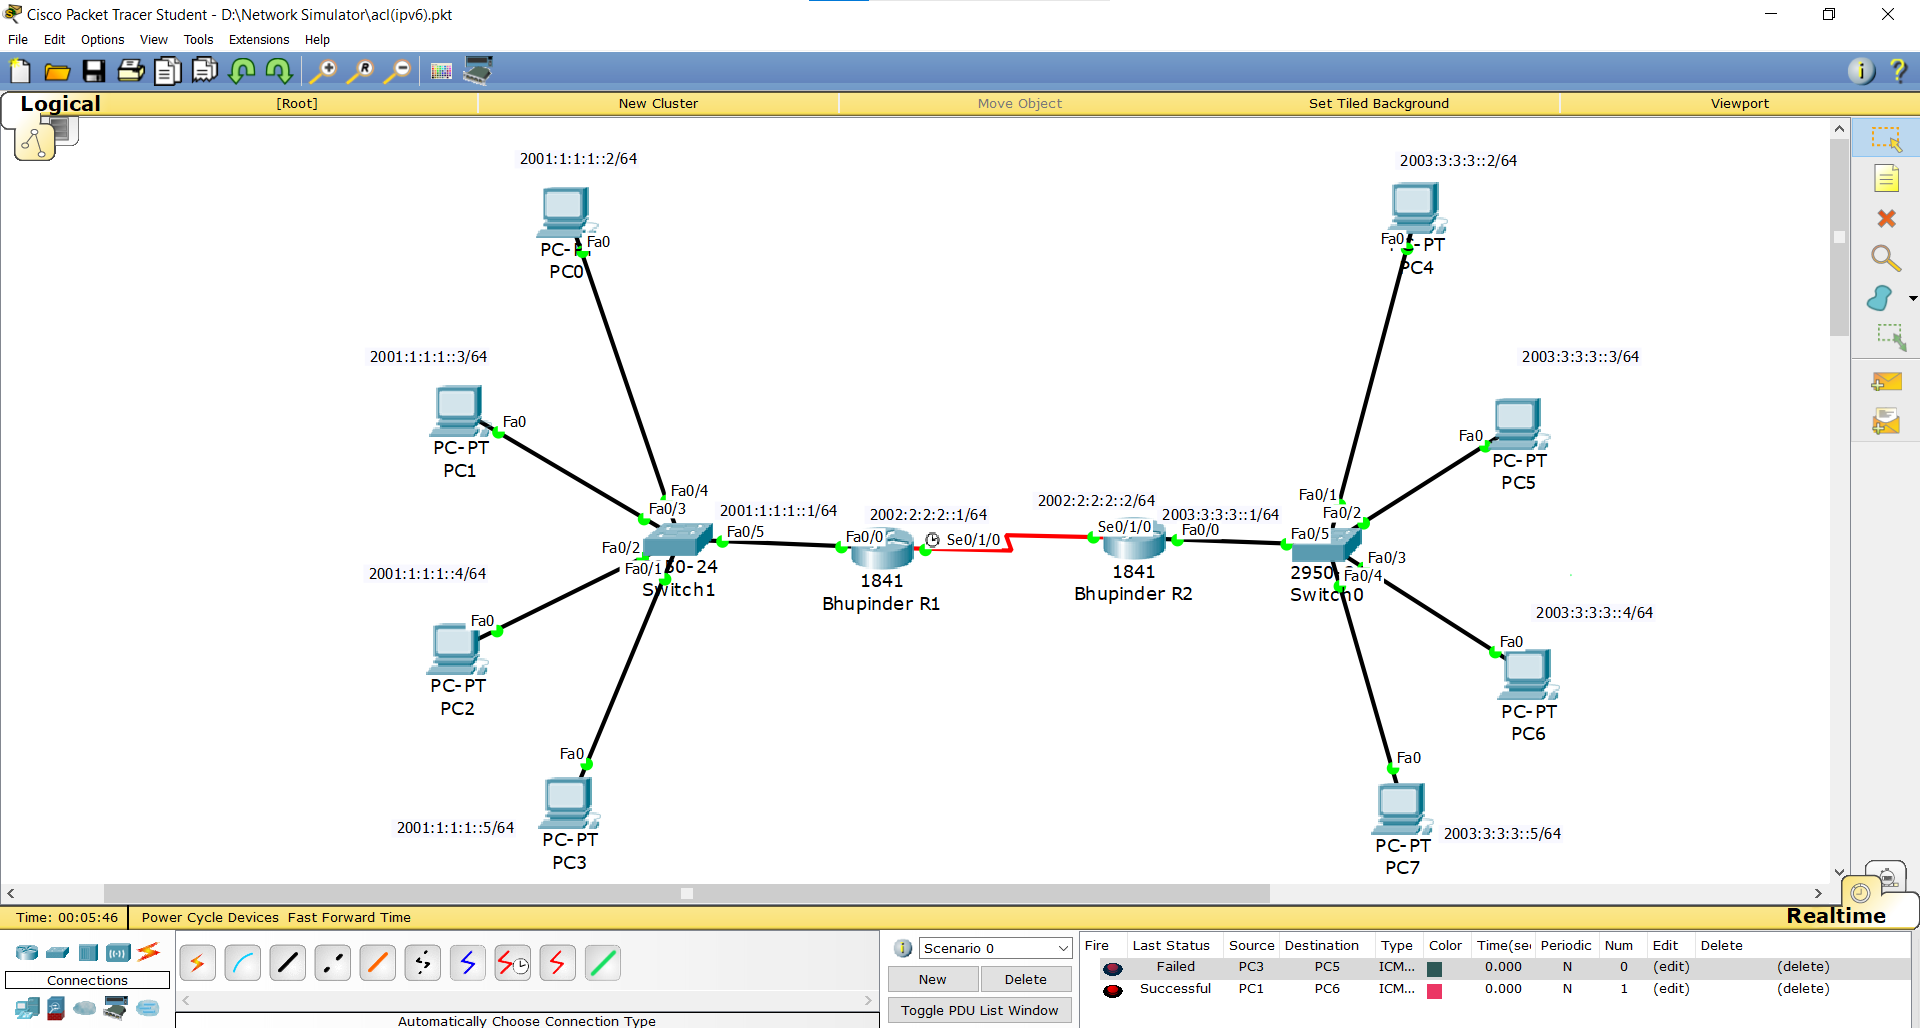 Cisco Packet Tracer Student - D:\Network Simulator\acl(ipv6).pkt
File Edit Options View Tools Extensions Help
Logical [Root] New Cluster Move Object Set Tiled Background Viewport
2001:1:1:1::2/64
2003:3:3:3::2/64
Fa0
PC0
Fa0
-PT
PC4
2001:1:1:1::3/64
2003:3:3:3::3/64
Fa0
PC-PT
PC1
Fa0
PC-PT
PC5
Fa0/4
Fa0/3
2001:1:1:1::1/64
Fa0/5
2002:2:2:2::1/64
Fa0/0
Se0/1/0
2002:2:2:2::2/64
Se0/1/0
2003:3:3:3::1/64
Fa0/0
Fa0/1
Fa0/2
Fa0/5
Fa0/2
Fa0/1
50-24
Switch1
1841
Bhupinder R1
1841
Bhupinder R2
Fa0/3
Fa0/4
2950
Switch0
2001:1:1:1::4/64
2003:3:3:3::4/64
Fa0
PC-PT
PC2
Fa0
PC-PT
PC6
Fa0
PC-PT
PC3
2001:1:1:1::5/64
Fa0
PC-PT
PC7
2003:3:3:3::5/64
Time: 00:05:46 Power Cycle Devices Fast Forward Time
Realtime
Connections
Automatically Choose Connection Type
Scenario 0
New Delete
Toggle PDU List Window
Fire Last Status Source Destination Type Color Time(sec Periodic Num Edit Delete
Failed PC3 PC5 ICM... 0.000 N 0 (edit) (delete)
Successful PC1 PC6 ICM... 0.000 N 1 (edit) (delete)